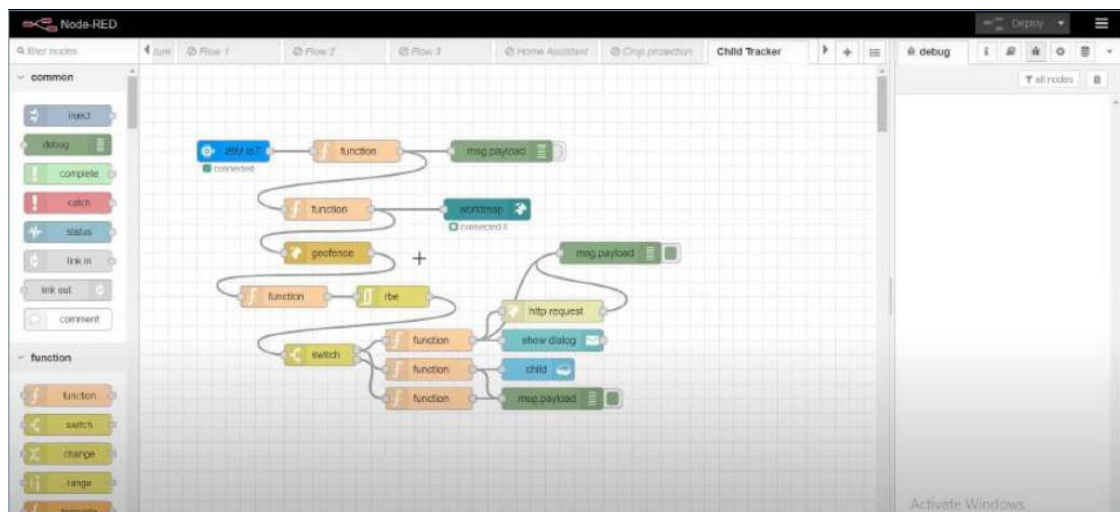 Node-RED
Deploy
filter nodes
Flow 1
Flow 2
Flow 3
Home Assistant
Crop protection
Child Tracker
debug
i
all nodes
common
inject
debug
complete
catch
status
link in
link out
comment
function
function
switch
change
range
template
IBM IoT
connected
function
msg.payload
function
worldmap
connected 0
geofence
msg.payload
function
rbe
http request
switch
function
show dialog
function
child
function
msg.payload
Activate Windows